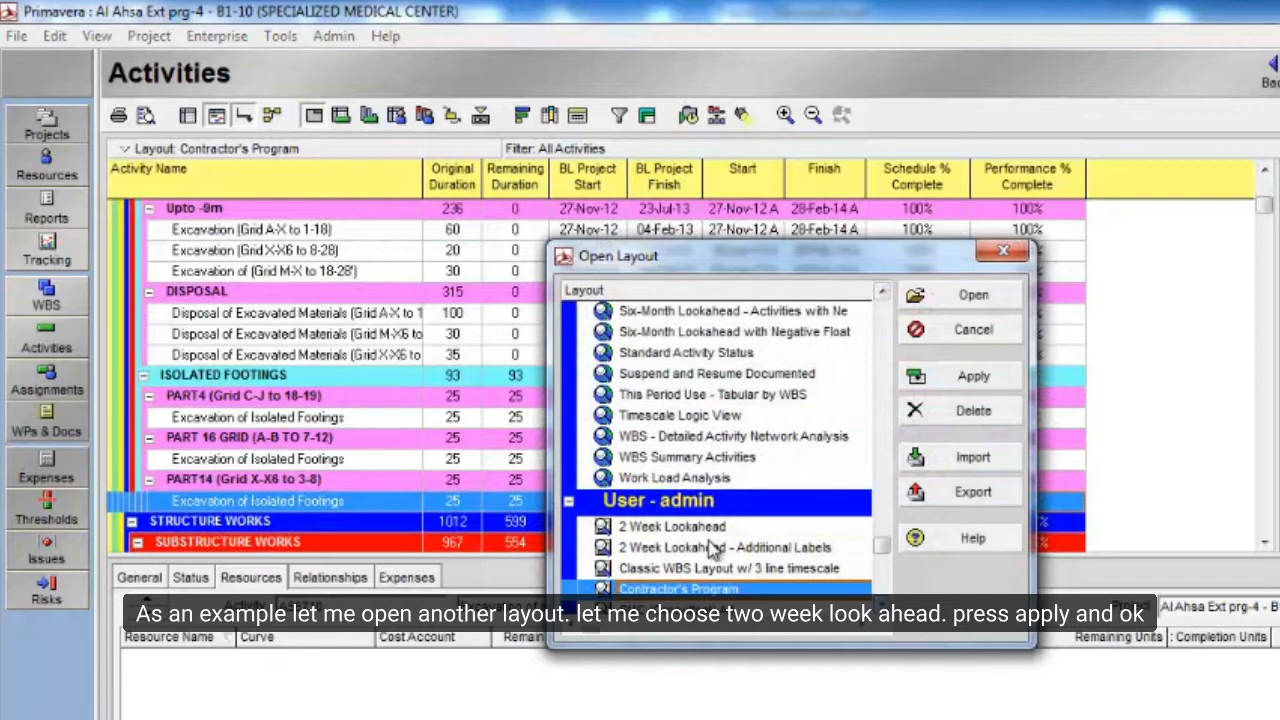 Primavera : Al Ahsa Ext prg-4 - B1-10 (SPECIALIZED MEDICAL CENTER)
File Edit View Project Enterprise Tools Admin Help
Activities
Projects
Resources
Reports
Tracking
WBS
Activities
Assignments
WPs & Docs
Expenses
Thresholds
Issues
Risks
Layout: Contractor's Program Filter: All Activities
Activity Name Original Duration Remaining Duration BL Project Start BL Project Finish Start Finish Schedule % Complete Performance % Complete
Upto -9m 236 0 27-Nov-12 23-Jul-13 27-Nov-12 A 28-Feb-14 A 100% 100%
Excavation (Grid A-X to 1-18) 60 0 27-Nov-12 04-Feb-13 27-Nov-12 A 28-Feb-14 A 100% 100%
Excavation (Grid X-X6 to 8-28) 20 0
Excavation of (Grid M-X to 18-28') 30 0
DISPOSAL 315 0
Disposal of Excavated Materials (Grid A-X to 1 100 0
Disposal of Excavated Materials (Grid M-X6 to 30 0
Disposal of Excavated Materials (Grid X-X6 to 35 0
ISOLATED FOOTINGS 93 93
PART4 (Grid C-J to 18-19) 25 25
Excavation of Isolated Footings 25 25
PART 16 GRID (A-B TO 7-12) 25 25
Excavation of Isolated Footings 25 25
PART14 (Grid X-X6 to 3-8) 25 25
Excavation of Isolated Footings 25 25
STRUCTURE WORKS 1012 599
SUBSTRUCTURE WORKS 967 554
Open Layout
Layout
Six-Month Lookahead - Activities with Ne
Six-Month Lookahead with Negative Float
Standard Activity Status
Suspend and Resume Documented
This Period Use - Tabular by WBS
Timescale Logic View
WBS - Detailed Activity Network Analysis
WBS Summary Activities
Work Load Analysis
User - admin
2 Week Lookahead
2 Week Lookahead - Additional Labels
Classic WBS Layout w/ 3 line timescale
Contractor's Program
Open
Cancel
Apply
Delete
Import
Export
Help
General Status Resources Relationships Expenses
As an example let me open another layout. let me choose two week look ahead. press apply and ok
Al Ahsa Ext prg-4
Resource Name Curve Cost Account Remain Remaining Units : Completion Units